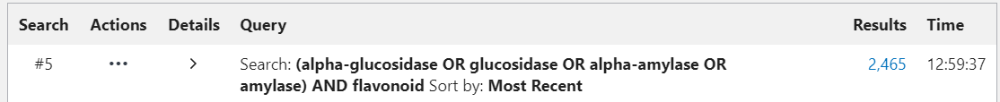 Search Actions Details Query Results Time
#5 ••• > Search: (alpha-glucosidase OR glucosidase OR alpha-amylase OR 2,465 12:59:37
amylase) AND flavonoid Sort by: Most Recent